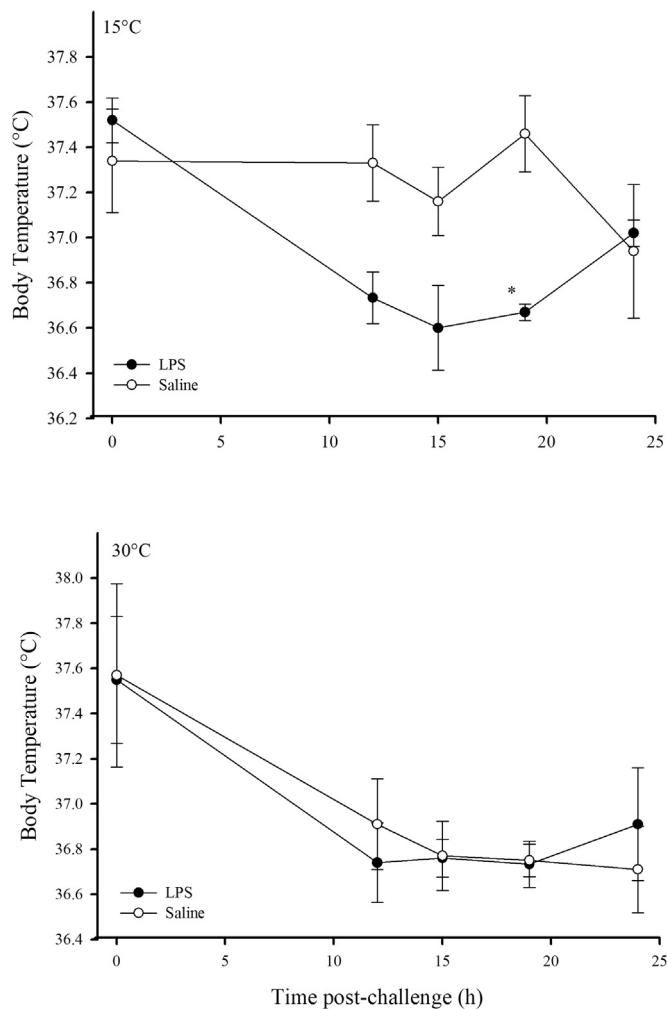 15°C
37.8
37.6
37.4
37.2
37.0
36.8
36.6
36.4
36.2
Body Temperature (°C)
*
LPS
Saline
0 5 10 15 20 25
30°C
38.0
37.8
37.6
37.4
37.2
37.0
36.8
36.6
36.4
Body Temperature (°C)
LPS
Saline
0 5 10 15 20 25
Time post-challenge (h)